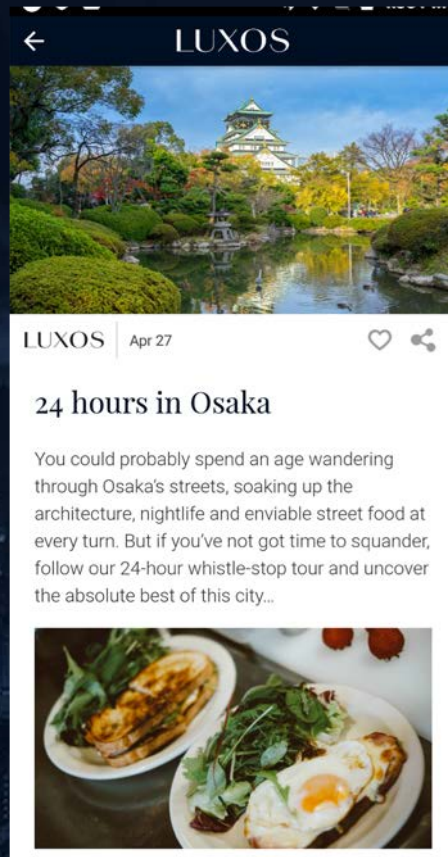 LUXOS
LUXOS
Apr 27
24 hours in Osaka
You could probably spend an age wandering
through Osaka's streets, soaking up the
architecture, nightlife and enviable street food at
every turn. But if you've not got time to squander,
follow our 24-hour whistle-stop tour and uncover
the absolute best of this city...